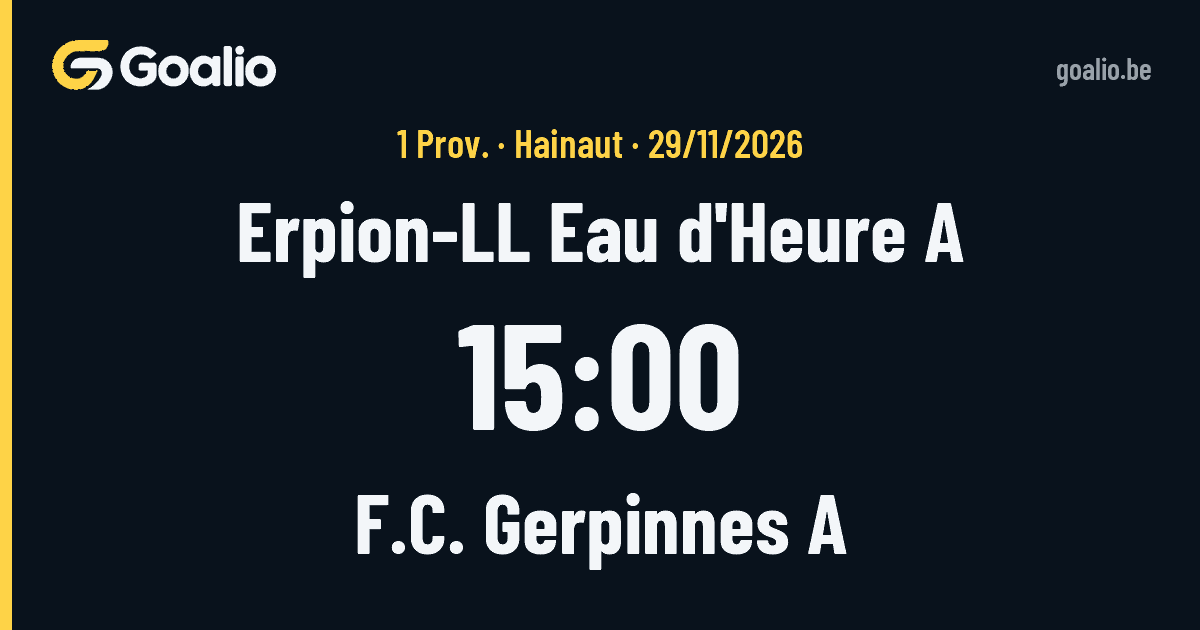 Goalio
goalio.be
1 Prov. · Hainaut · 29/11/2026
Erpion-LL Eau d'Heure A
15:00
F.C. Gerpinnes A